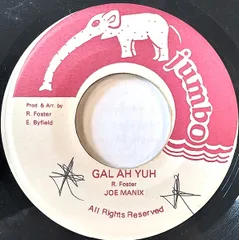 jumbo
Prod & Arr. by
R. Foster
E. Byfield
GAL AH YUH
R. Foster
JOE MANIX
All Rights Reserved